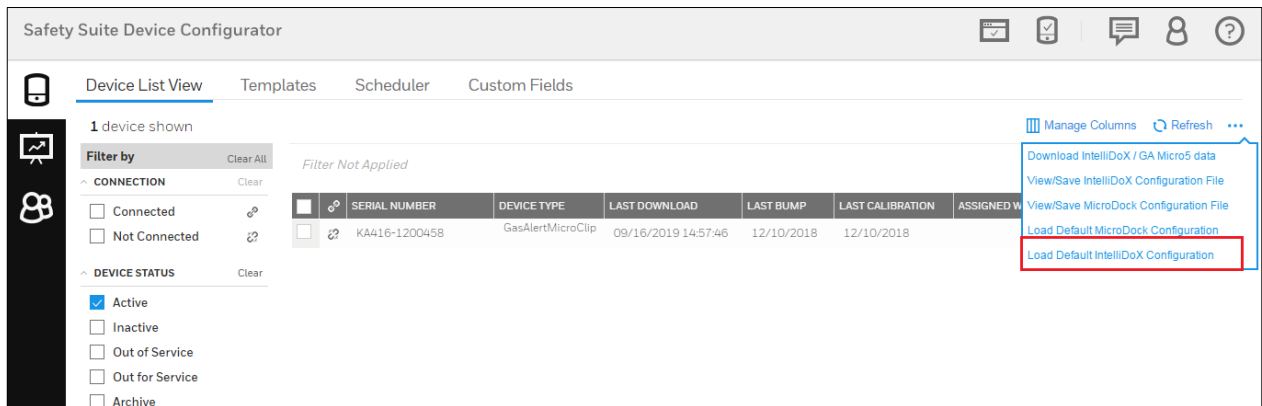 Safety Suite Device Configurator
Device List View Templates Scheduler Custom Fields
1 device shown
Manage Columns Refresh
Filter by Clear All
Filter Not Applied
Download IntelliDoX / GA Micro5 data
View/Save IntelliDoX Configuration File
View/Save MicroDock Configuration File
Load Default MicroDock Configuration
Load Default IntelliDoX Configuration
CONNECTION Clear
Connected
Not Connected
SERIAL NUMBER DEVICE TYPE LAST DOWNLOAD LAST BUMP LAST CALIBRATION ASSIGNED W
KA416-1200458 GasAlertMicroClip 09/16/2019 14:57:46 12/10/2018 12/10/2018
DEVICE STATUS Clear
Active
Inactive
Out of Service
Out for Service
Archive